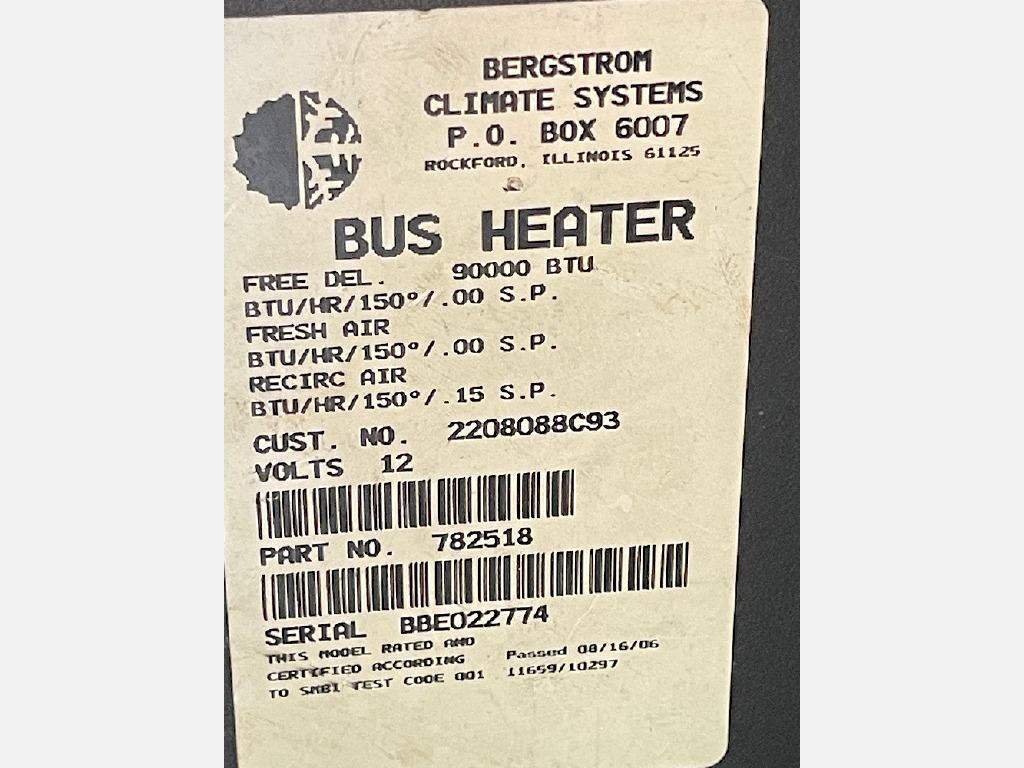 BERGSTROM
CLIMATE SYSTEMS
P.O. BOX 6007
ROCKFORD, ILLINOIS 61125
BUS HEATER
FREE DEL. 90000 BTU
BTU/HR/150°/.00 S.P.
FRESH AIR
BTU/HR/150°/.00 S.P.
RECIRC AIR
BTU/HR/150°/.15 S.P.
CUST. NO. 2208088C93
VOLTS 12
PART NO. 782518
SERIAL BBE022774
THIS MODEL RATED AND
CERTIFIED ACCORDING Passed 08/16/06
TO SMBI TEST CODE 001 11659/10297